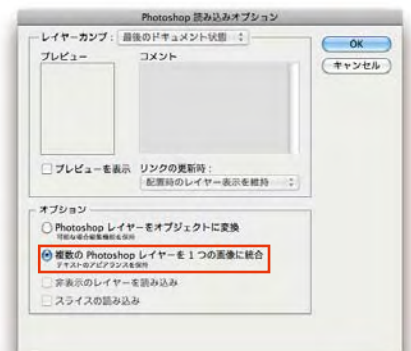 Photoshop 読み込みオプション
レイヤーカンプ : 最後のドキュメント状態
OK
キャンセル
プレビュー
コメント
プレビューを表示
リンクの更新時 :
配置時のレイヤー表示を維持
オプション
Photoshop レイヤーをオブジェクトに変換
可能な場合編集機能を保持
複数の Photoshop レイヤーを 1 つの画像に統合
テキストのアピアランスを保持
非表示のレイヤーを読み込み
スライスの読み込み